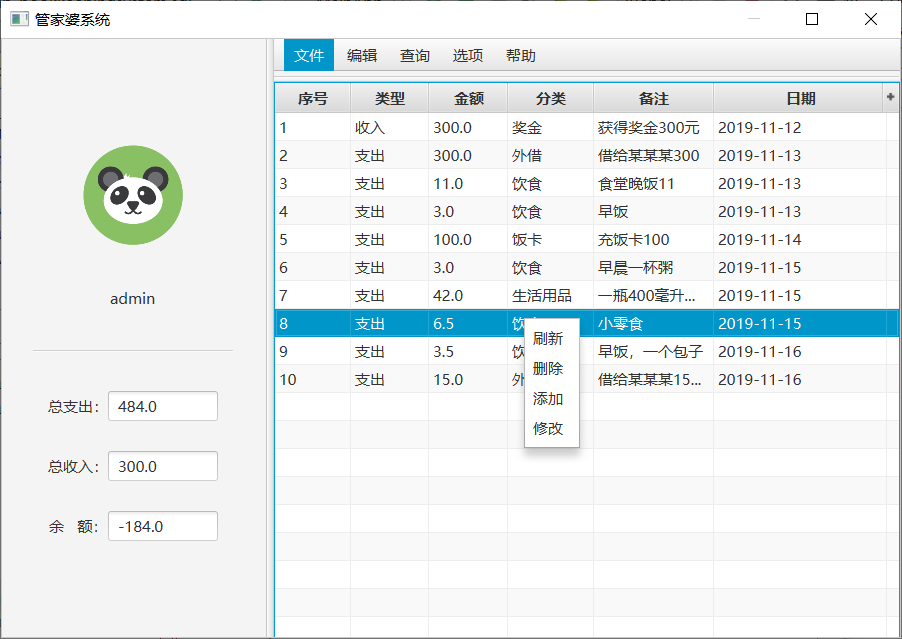 管家婆系统
文件 编辑 查询 选项 帮助
admin
总支出： 484.0
总收入： 300.0
余 额： -184.0
序号 类型 金额 分类 备注 日期 +
1 收入 300.0 奖金 获得奖金300元 2019-11-12
2 支出 300.0 外借 借给某某某300 2019-11-13
3 支出 11.0 饮食 食堂晚饭11 2019-11-13
4 支出 3.0 饮食 早饭 2019-11-13
5 支出 100.0 饭卡 充饭卡100 2019-11-14
6 支出 3.0 饮食 早晨一杯粥 2019-11-15
7 支出 42.0 生活用品 一瓶400毫升... 2019-11-15
8 支出 6.5 饮 小零食 2019-11-15
9 支出 3.5 饮 早饭，一个包子 2019-11-16
10 支出 15.0 外 借给某某某15... 2019-11-16
刷新
删除
添加
修改